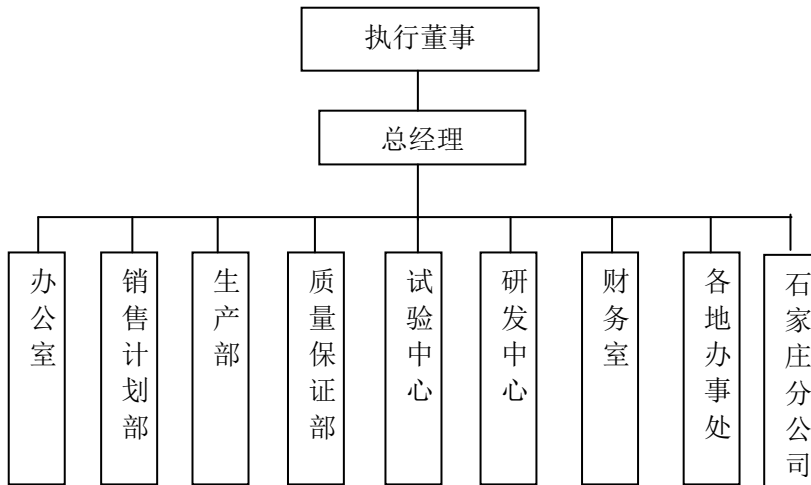 执行董事
总经理
办公室
销售计划部
生产部
质量保证部
试验中心
研发中心
财务室
各地办事处
石家庄分公司